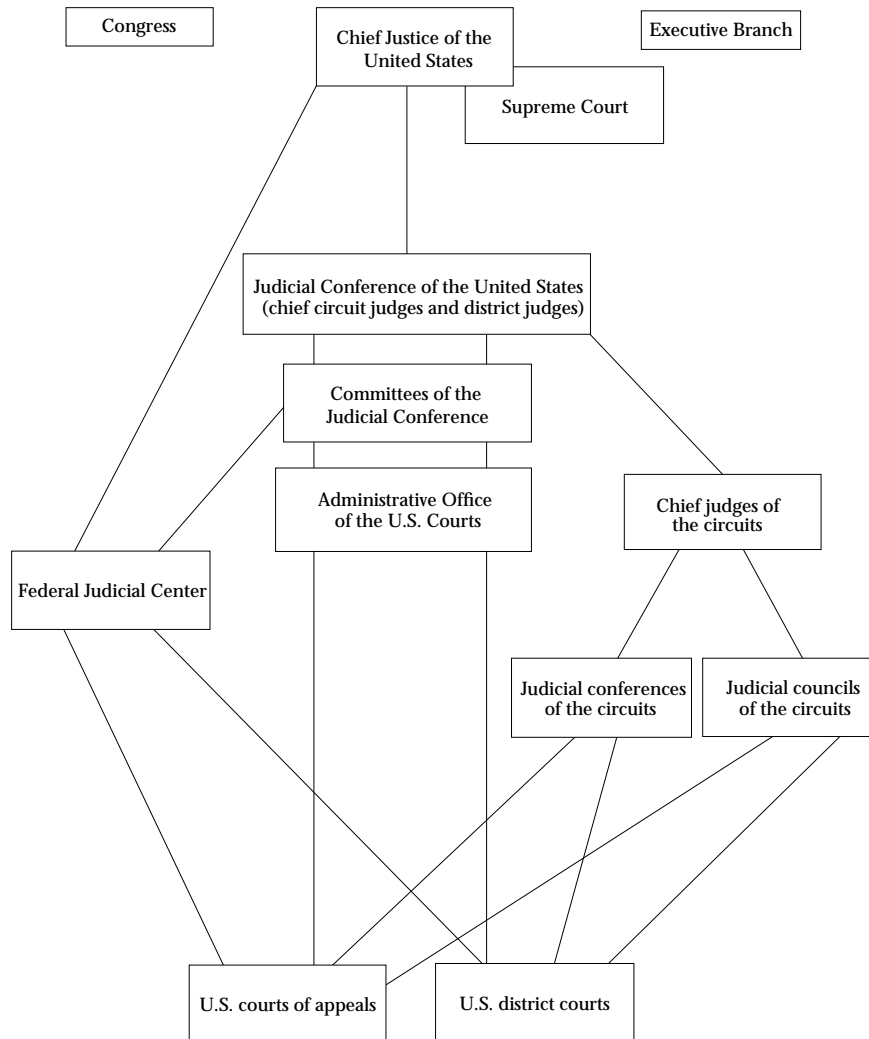 Congress
Chief Justice of the
United States
Executive Branch
Supreme Court
Judicial Conference of the United States
(chief circuit judges and district judges)
Committees of the
Judicial Conference
Administrative Office
of the U.S. Courts
Chief judges of
the circuits
Federal Judicial Center
Judicial conferences
of the circuits
Judicial councils
of the circuits
U.S. courts of appeals
U.S. district courts